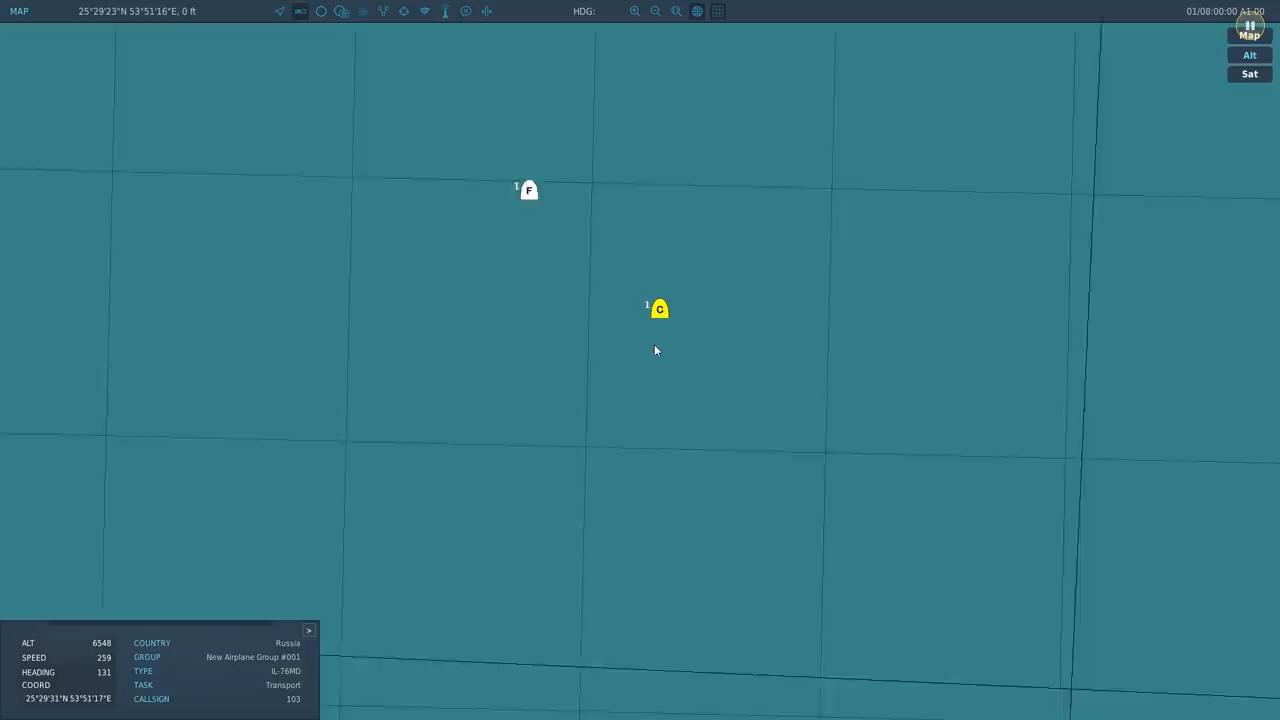 MAP 25°29'23"N 53°51'16"E, 0 ft HDG: 01/08:00:00 A1.00
Map
Alt
Sat
1 F
1 C
>
ALT 6548 COUNTRY Russia
SPEED 259 GROUP New Airplane Group #001
HEADING 131 TYPE IL-76MD
COORD TASK Transport
25°29'31"N 53°51'17"E CALLSIGN 103